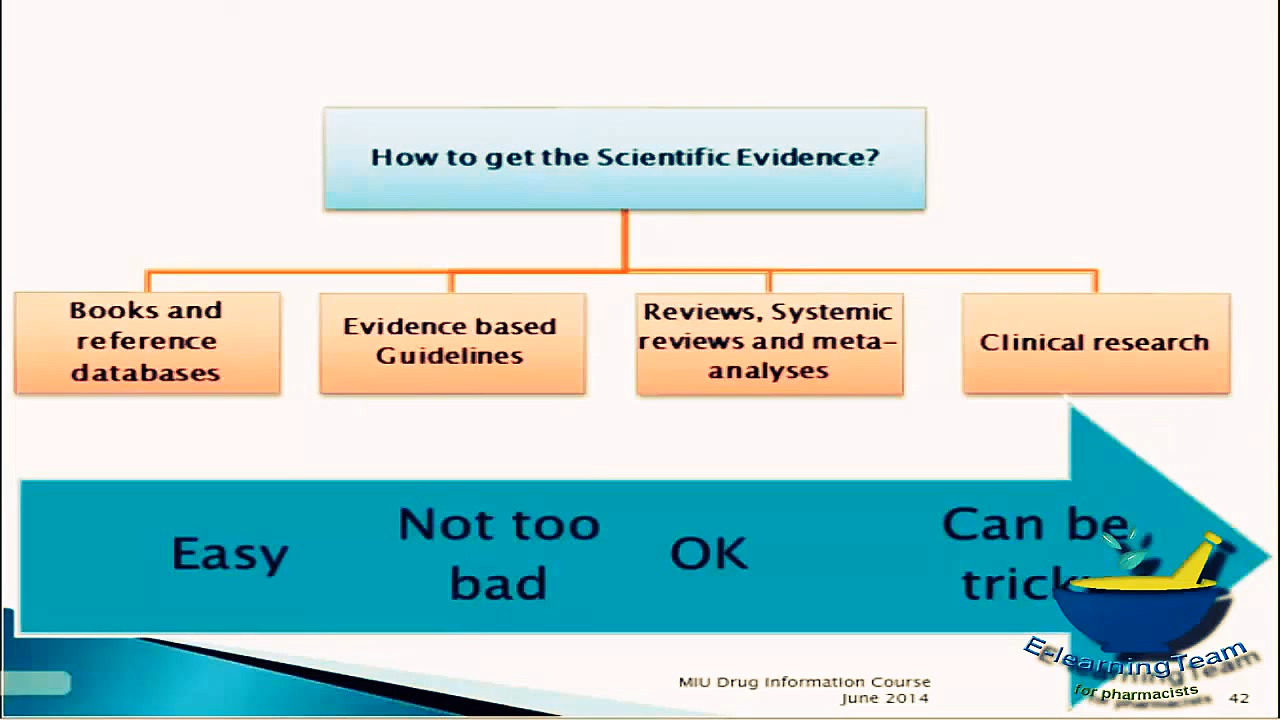 How to get the Scientific Evidence?
Books and
reference
databases
Evidence based
Guidelines
Reviews, Systemic
reviews and meta-
analyses
Clinical research
Easy
Not too
bad
OK
Can be
MIU Drug Information Course
June 2014
42
E-learningTeam
for pharmacists